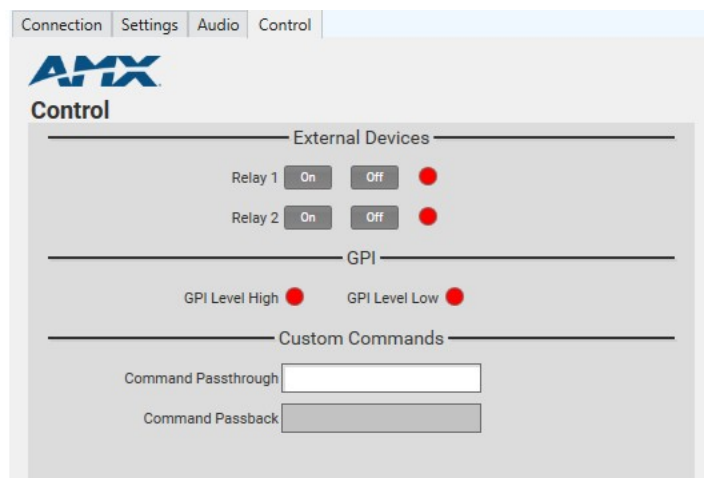 Connection Settings Audio Control
AMX
Control
External Devices
Relay 1 On Off
Relay 2 On Off
GPI
GPI Level High GPI Level Low
Custom Commands
Command Passthrough
Command Passback